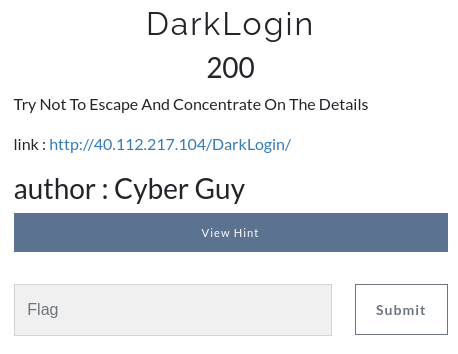 DarkLogin
200
Try Not To Escape And Concentrate On The Details
link : http://40.112.217.104/DarkLogin/
author : Cyber Guy
View Hint
Flag
Submit